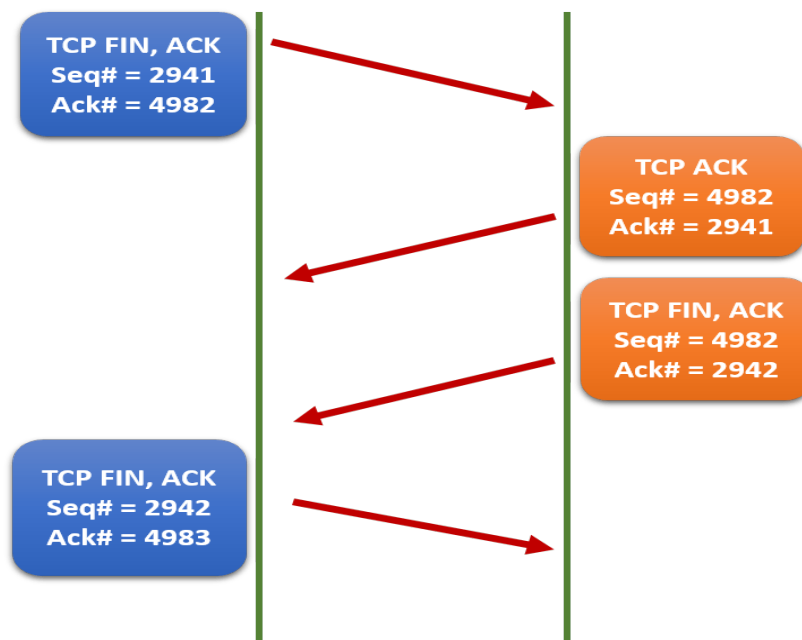 TCP FIN, ACK
Seq# = 2941
Ack# = 4982
TCP ACK
Seq# = 4982
Ack# = 2941
TCP FIN, ACK
Seq# = 4982
Ack# = 2942
TCP FIN, ACK
Seq# = 2942
Ack# = 4983